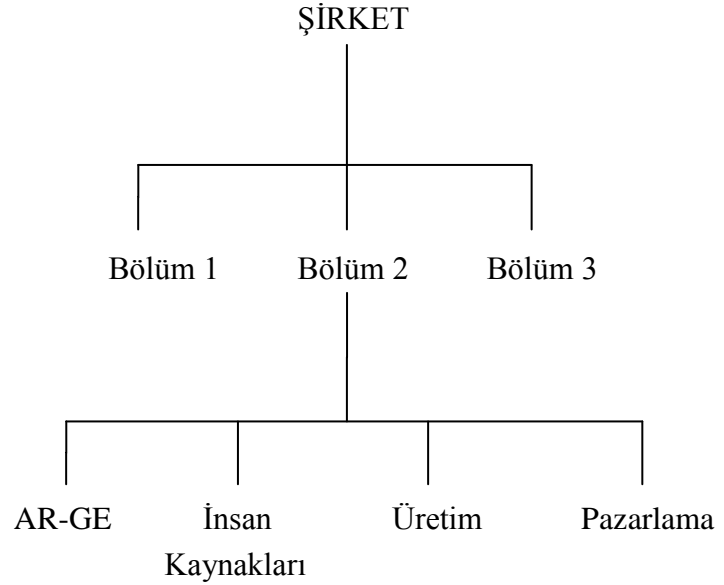 ŞİRKET
Bölüm 1 Bölüm 2 Bölüm 3
AR-GE İnsan Üretim Pazarlama
Kaynakları